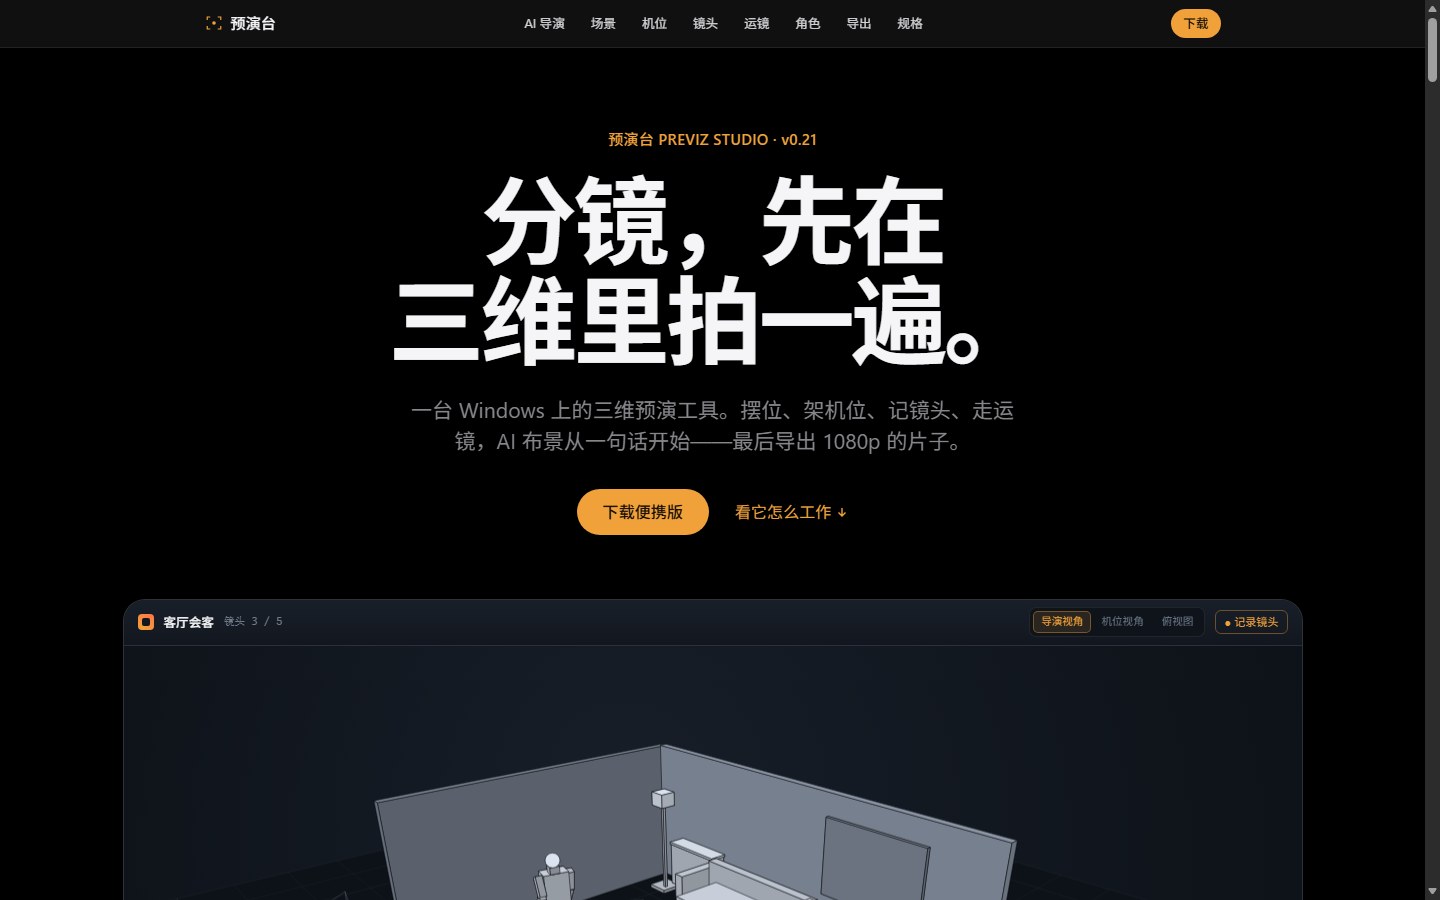 预演台
AI 导演 场景 机位 镜头 运镜 角色 导出 规格
下载
预演台 PREVIZ STUDIO · v0.21
分镜，先在
三维里拍一遍。
一台 Windows 上的三维预演工具。摆位、架机位、记镜头、走运
镜，AI 布景从一句话开始——最后导出 1080p 的片子。
下载便携版 看它怎么工作 ↓
客厅会客 镜头 3 / 5
导演视角 机位视角 俯视图 ● 记录镜头